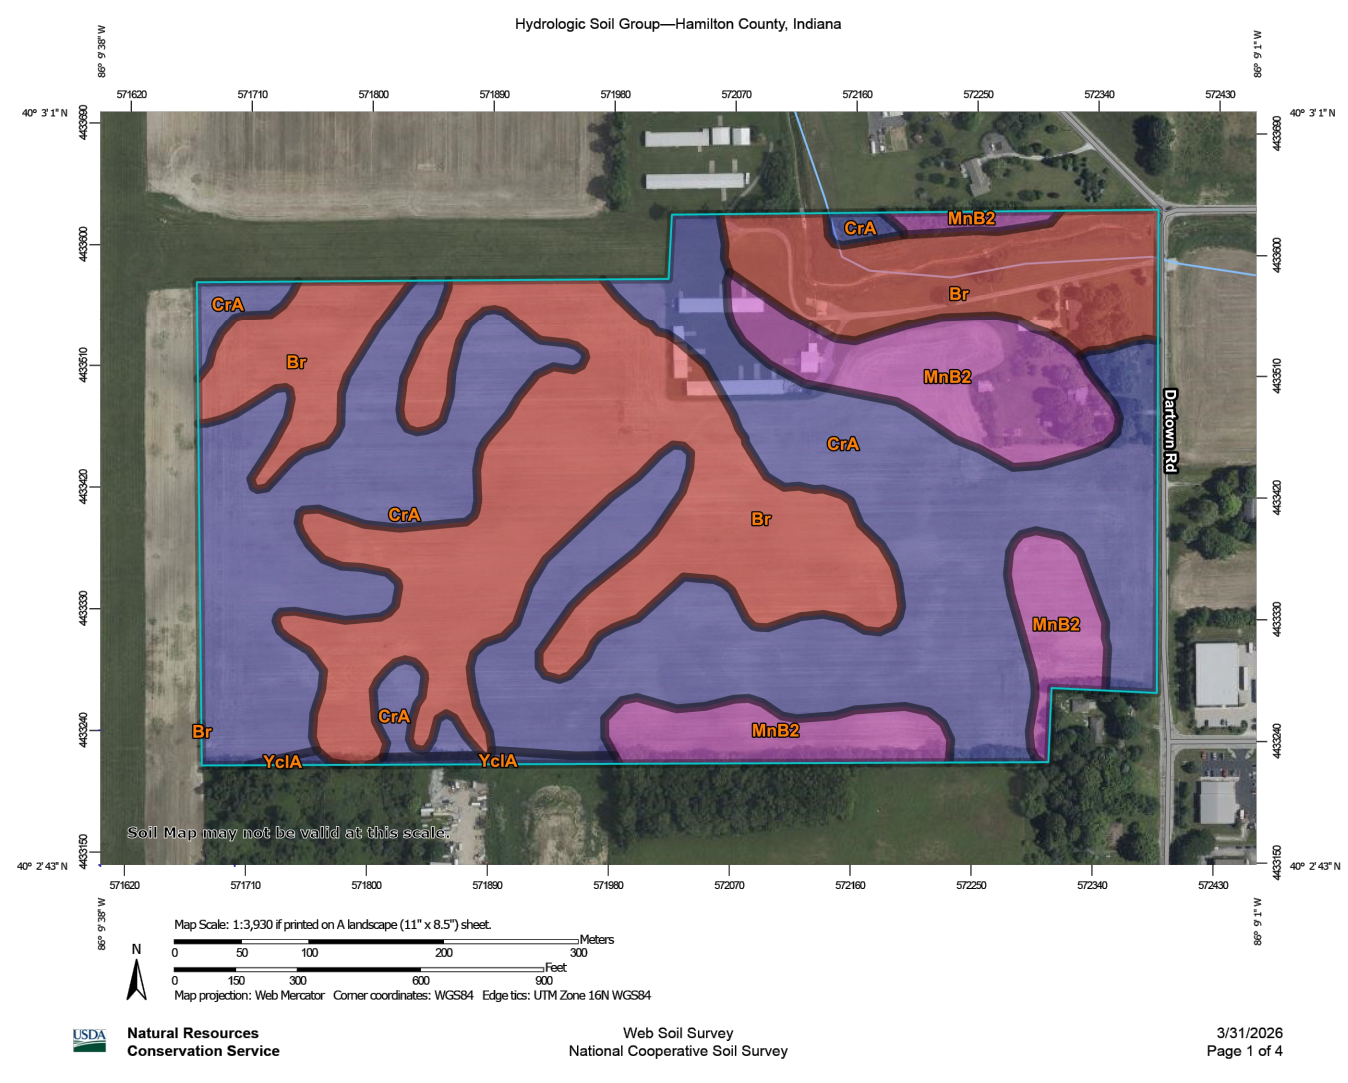 Hydrologic Soil Group—Hamilton County, Indiana
86° 9' 38" W
86° 9' 1" W
571620 571710 571800 571890 571980 572070 572160 572250 572340 572430
40° 3' 1" N
40° 3' 1" N
4433690
4433690
MnB2
CrA
4433600
4433600
Br
CrA
Br
4433510
4433510
MnB2
Dartown Rd
CrA
4433420
4433420
CrA
Br
4433330
4433330
MnB2
CrA
4433240
4433240
Br
MnB2
YclA
YclA
Soil Map may not be valid at this scale.
4433150
4433150
40° 2' 43" N
40° 2' 43" N
571620 571710 571800 571890 571980 572070 572160 572250 572340 572430
86° 9' 38" W
86° 9' 1" W
Map Scale: 1:3,930 if printed on A landscape (11" x 8.5") sheet.
Meters
0 50 100 200 300
N
Feet
0 150 300 600 900
Map projection: Web Mercator Corner coordinates: WGS84 Edge tics: UTM Zone 16N WGS84
USDA
Natural Resources
Conservation Service
Web Soil Survey
National Cooperative Soil Survey
3/31/2026
Page 1 of 4